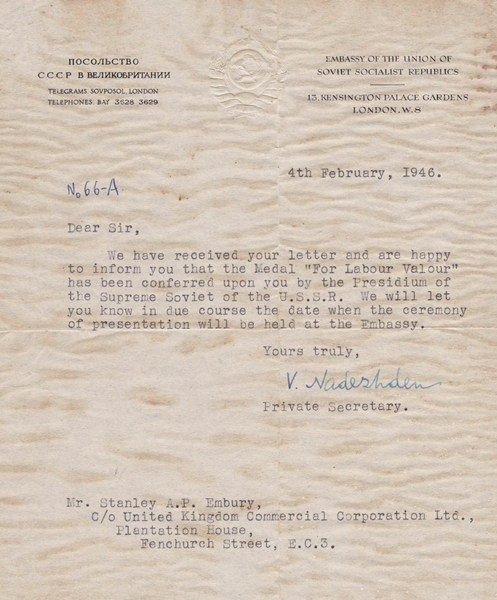 ПОСОЛЬСТВО
СССР В ВЕЛИКОБРИТАНИИ
TELEGRAMS. SOVPOSOL, LONDON
TELEPHONES: BAY 3628 3629
EMBASSY OF THE UNION OF
SOVIET SOCIALIST REPUBLICS
13, KENSINGTON PALACE GARDENS
LONDON, W.8
4th February, 1946.
No 66-A
Dear Sir,
We have received your letter and are happy
to inform you that the Medal "For Labour Valour"
has been conferred upon you by the Presidium of
the Supreme Soviet of the U.S.S.R. We will let
you know in due course the date when the ceremony
of presentation will be held at the Embassy.
Yours truly,
V. Nadeshden
Private Secretary.
Mr. Stanley A.P. Embury,
C/o United Kingdom Commercial Corporation Ltd.,
Plantation House,
Fenchurch Street, E.C.3.